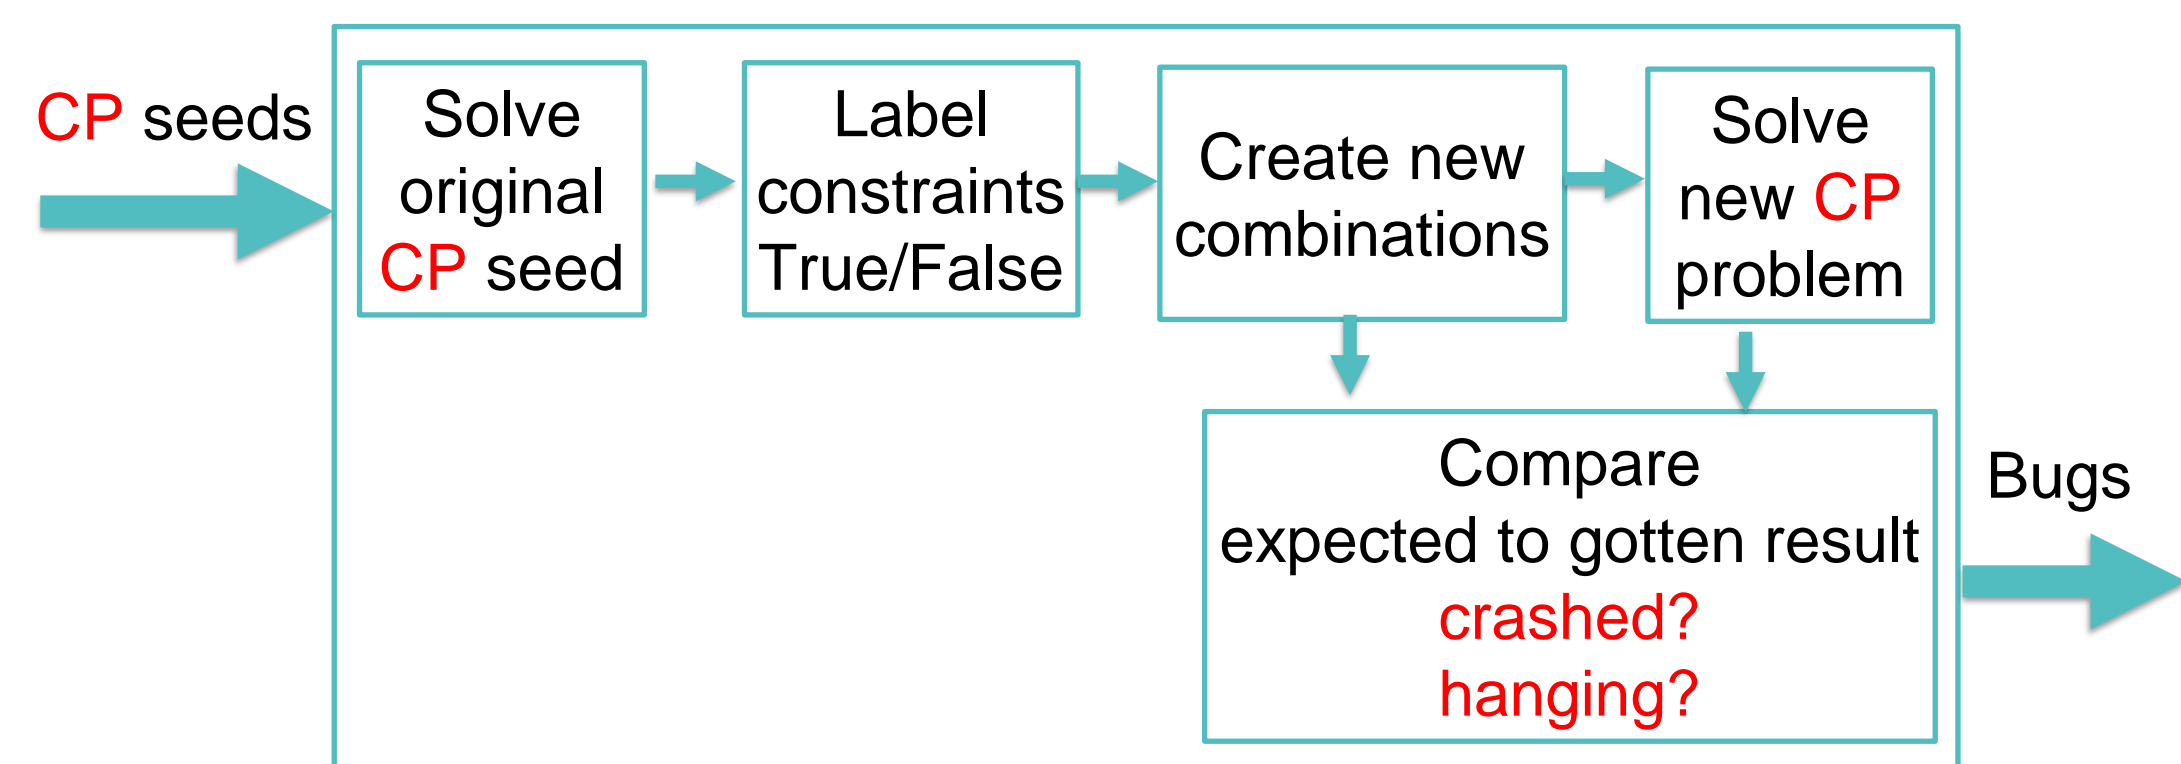 CP seeds
Solve
original
CP seed
Label
constraints
True/False
Create new
combinations
Solve
new CP
problem
Compare
expected to gotten result
crashed?
hanging?
Bugs